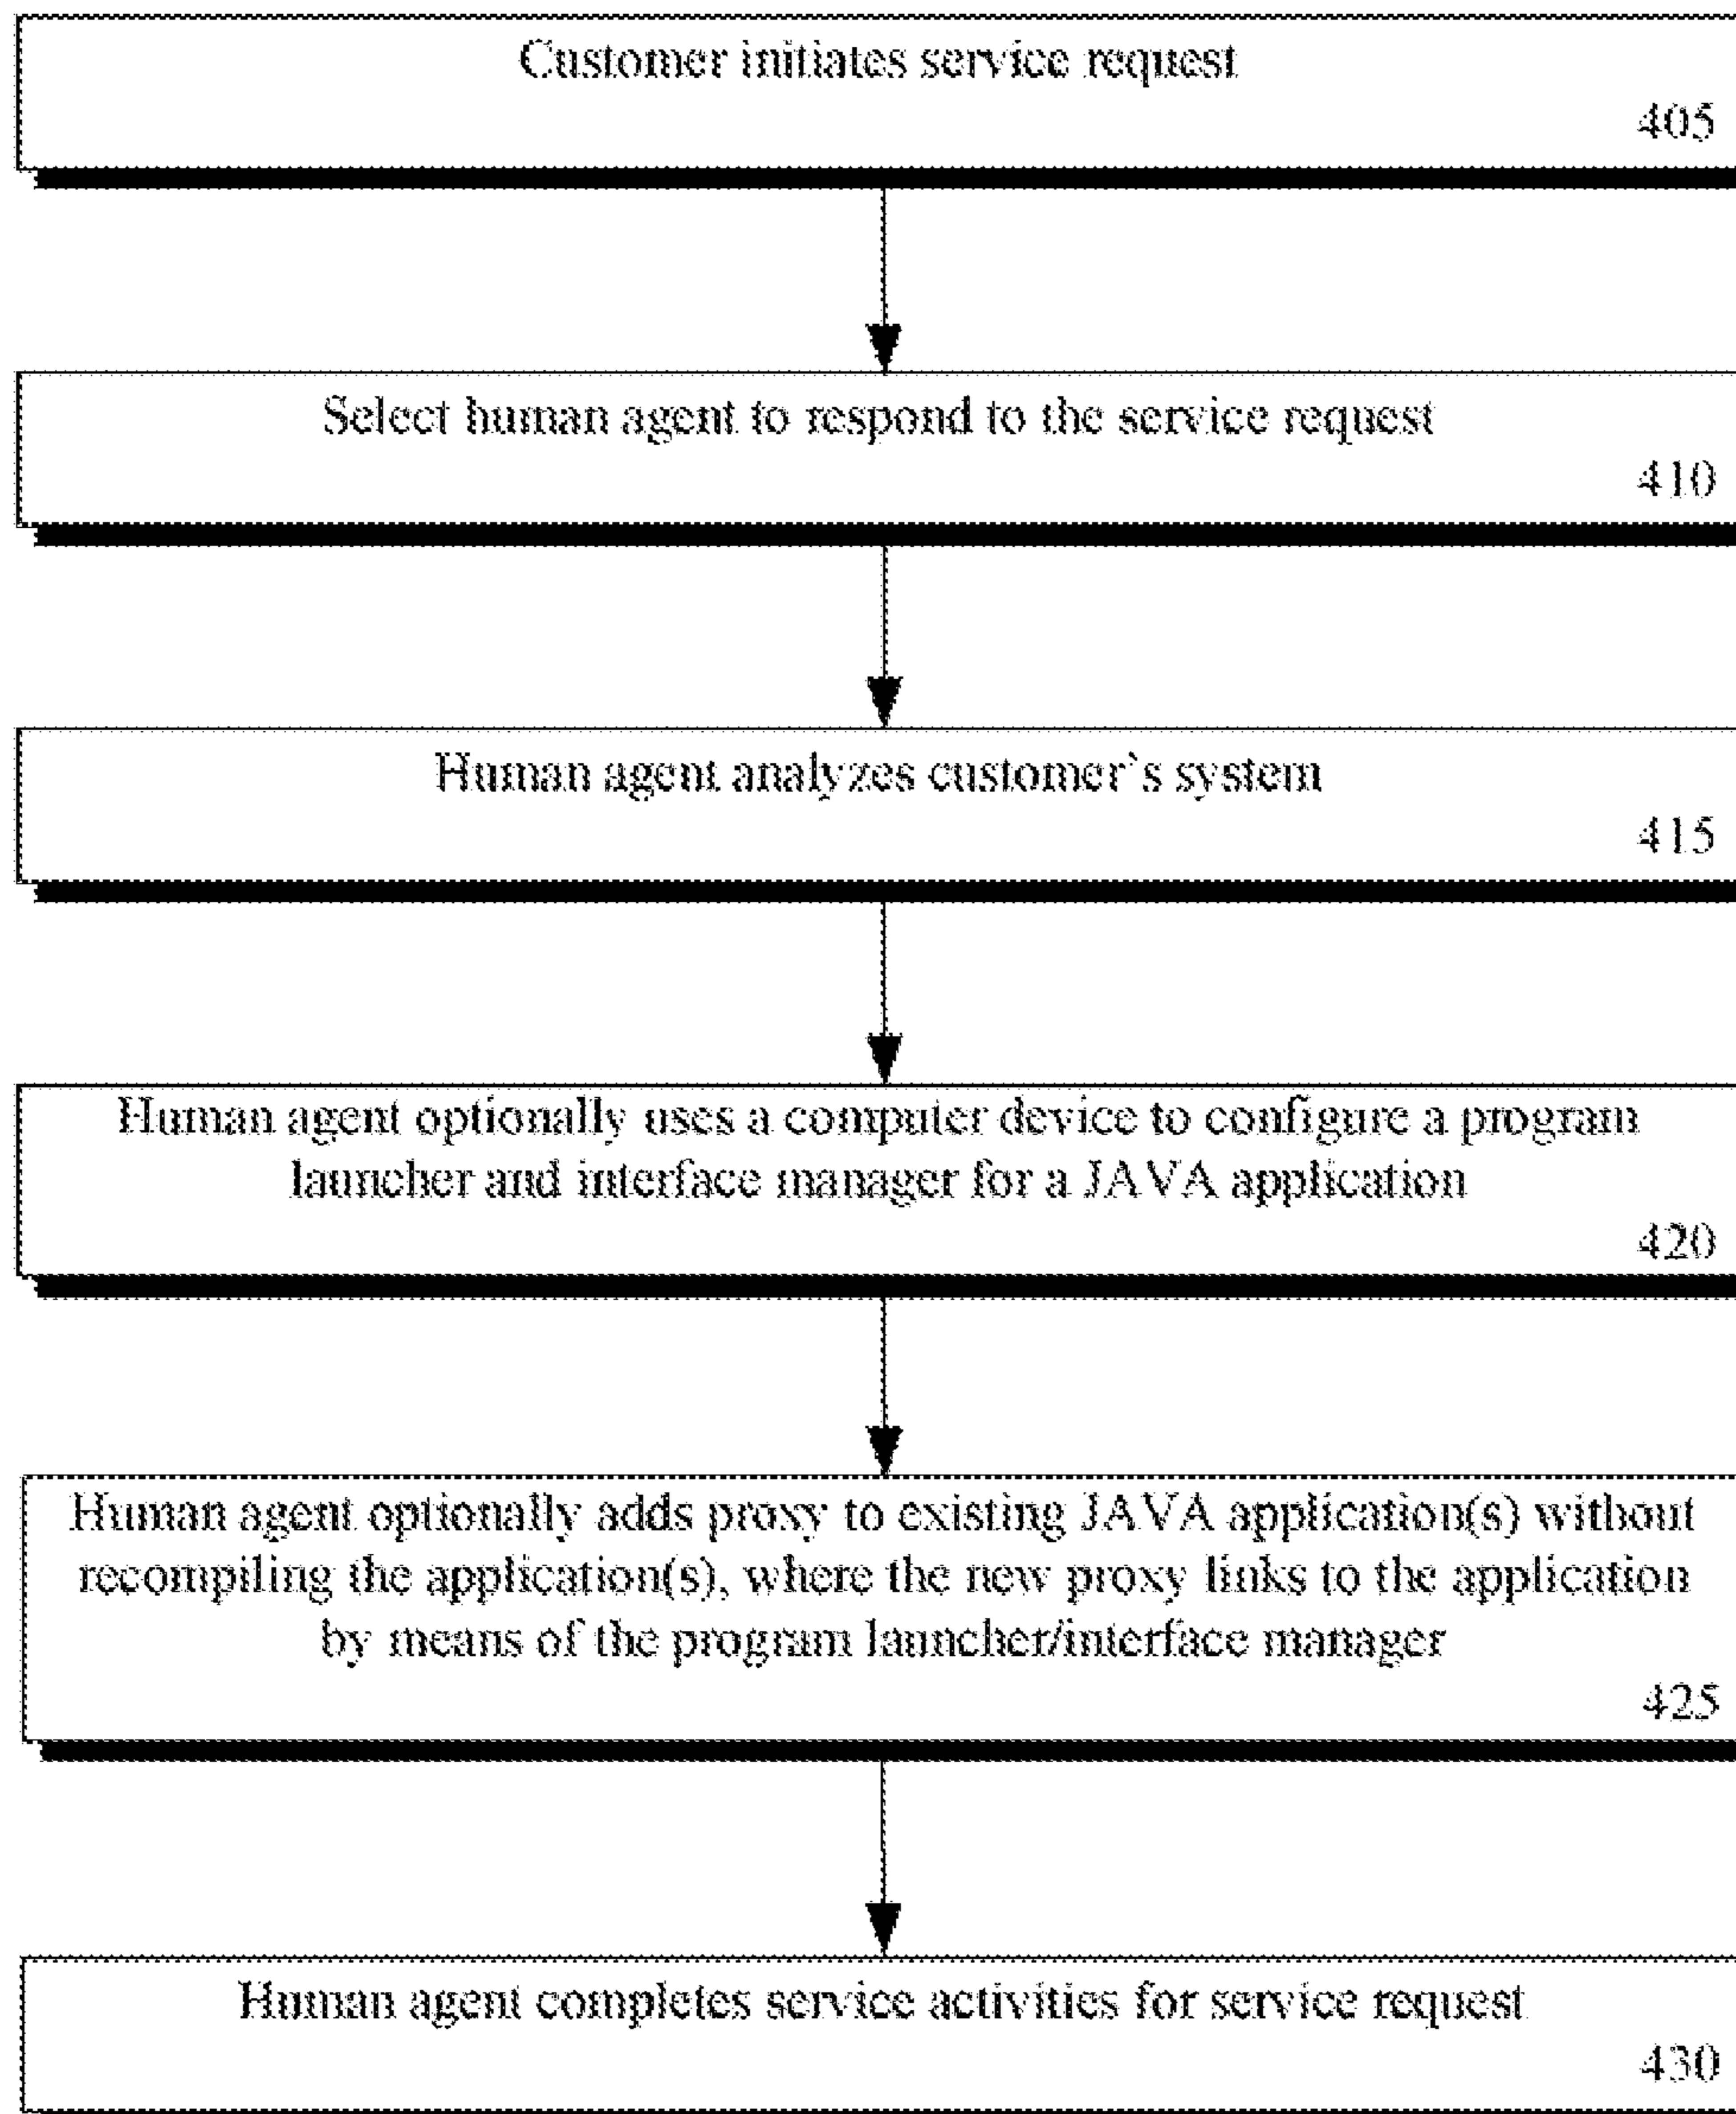 Customer initiates service request
405
Select human agent to respond to the service request
410
Human agent analyzes customer's system
415
Human agent optionally uses a computer device to configure a program
launcher and interface manager for a JAVA application
420
Human agent optionally adds proxy to existing JAVA application(s) without
recompiling the application(s), where the new proxy links to the application
by means of the program launcher/interface manager
425
Human agent completes service activities for service request
430